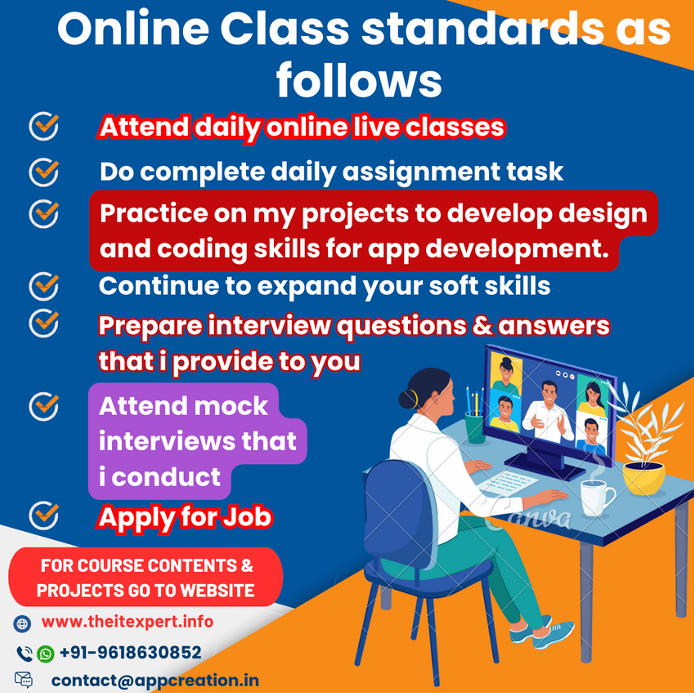 Online Class standards as
follows
Attend daily online live classes
Do complete daily assignment task
Practice on my projects to develop design
and coding skills for app development.
Continue to expand your soft skills
Prepare interview questions & answers
that i provide to you
Attend mock
interviews that
i conduct
Apply for Job
Canva
FOR COURSE CONTENTS &
PROJECTS GO TO WEBSITE
www.theitexpert.info
+91-9618630852
contact@appcreation.in